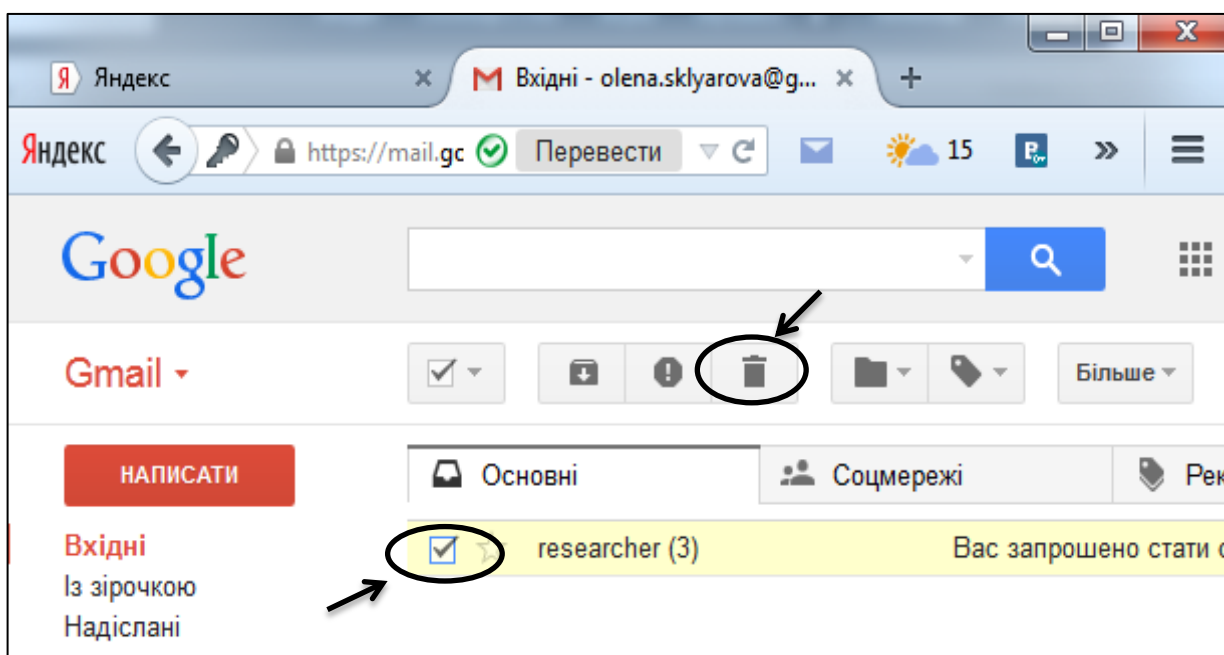 Яндекс
Вхідні - olena.sklyarova@g...
Яндекс https://mail.gc Перевести 15
Google
Gmail Більше
НАПИСАТИ Основні Соцмережі Рек
Вхідні researcher (3) Вас запрошено стати с
Із зірочкою
Надіслані